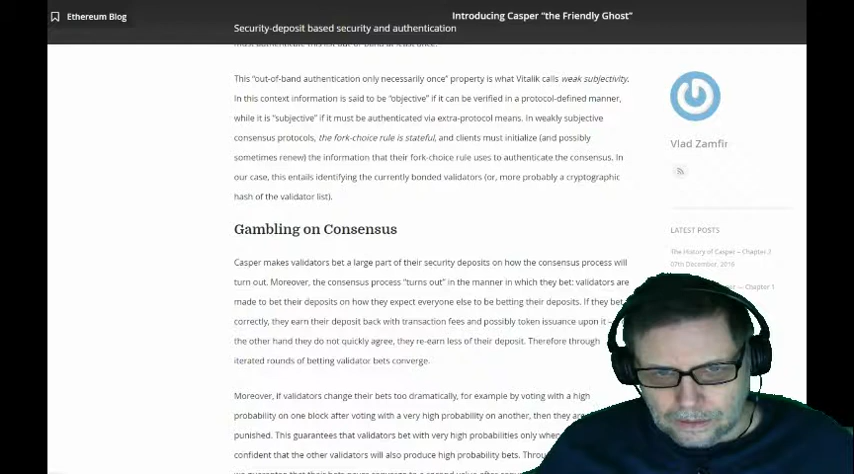 Ethereum Blog
Introducing Casper "the Friendly Ghost"
Security-deposit based security and authentication
This "out-of-band authentication only necessarily once" property is what Vitalik calls weak subjectivity.
In this context information is said to be "objective" if it can be verified in a protocol-defined manner,
while it is "subjective" if it must be authenticated via extra-protocol means. In weakly subjective
consensus protocols, the fork-choice rule is stateful, and clients must initialize (and possibly
sometimes renew) the information that their fork-choice rule uses to authenticate the consensus. In
our case, this entails identifying the currently bonded validators (or, more probably a cryptographic
hash of the validator list).
Gambling on Consensus
Casper makes validators bet a large part of their security deposits on how the consensus process will
turn out. Moreover, the consensus process "turns out" in the manner in which they bet: validators are
made to bet their deposits on how they expect everyone else to be betting their deposits. If they bet
correctly, they earn their deposit back with transaction fees and possibly token issuance upon it –
the other hand they do not quickly agree, they re-earn less of their deposit. Therefore through
iterated rounds of betting validator bets converge.
Moreover, if validators change their bets too dramatically, for example by voting with a high
probability on one block after voting with a very high probability on another, then they are
punished. This guarantees that validators bet with very high probabilities only when
confident that the other validators will also produce high probability bets.
Vlad Zamfir
LATEST POSTS
The History of Casper – Chapter 2
07th December, 2016
– Chapter 1